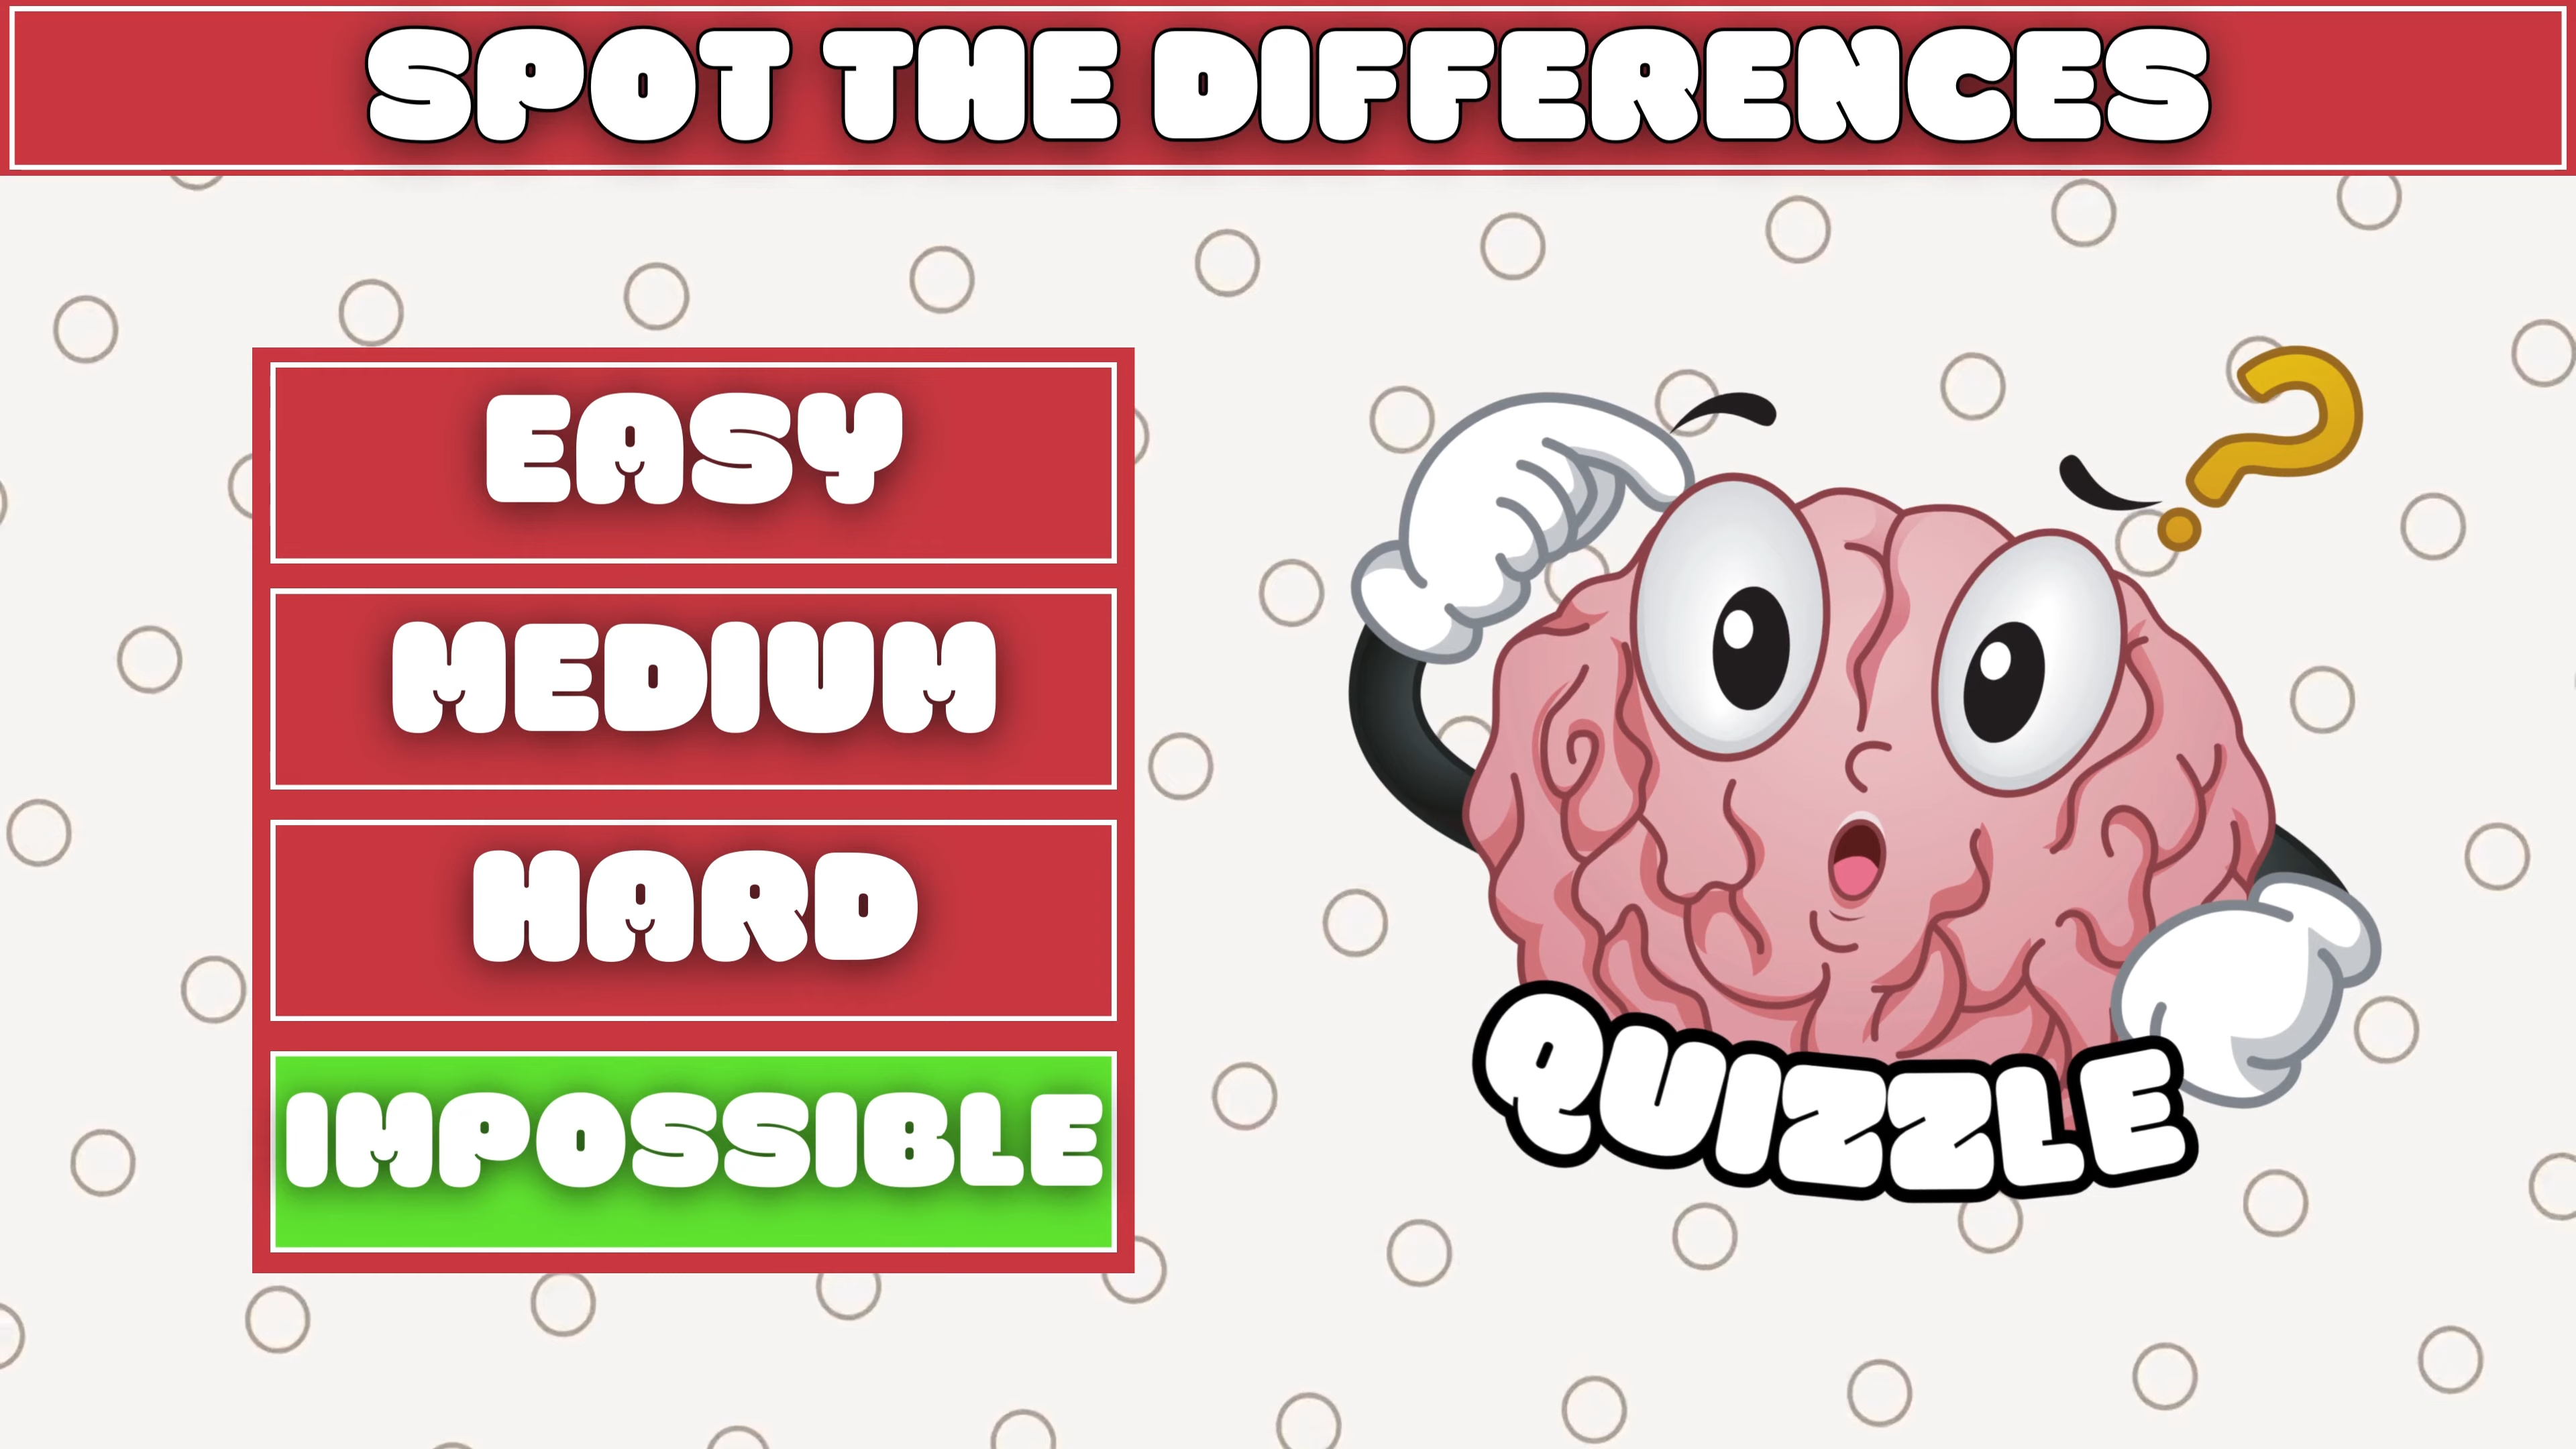 SPOT THE DIFFERENCES
EASY
MEDIUM
HARD
IMPOSSIBLE
?
QUIZZLE